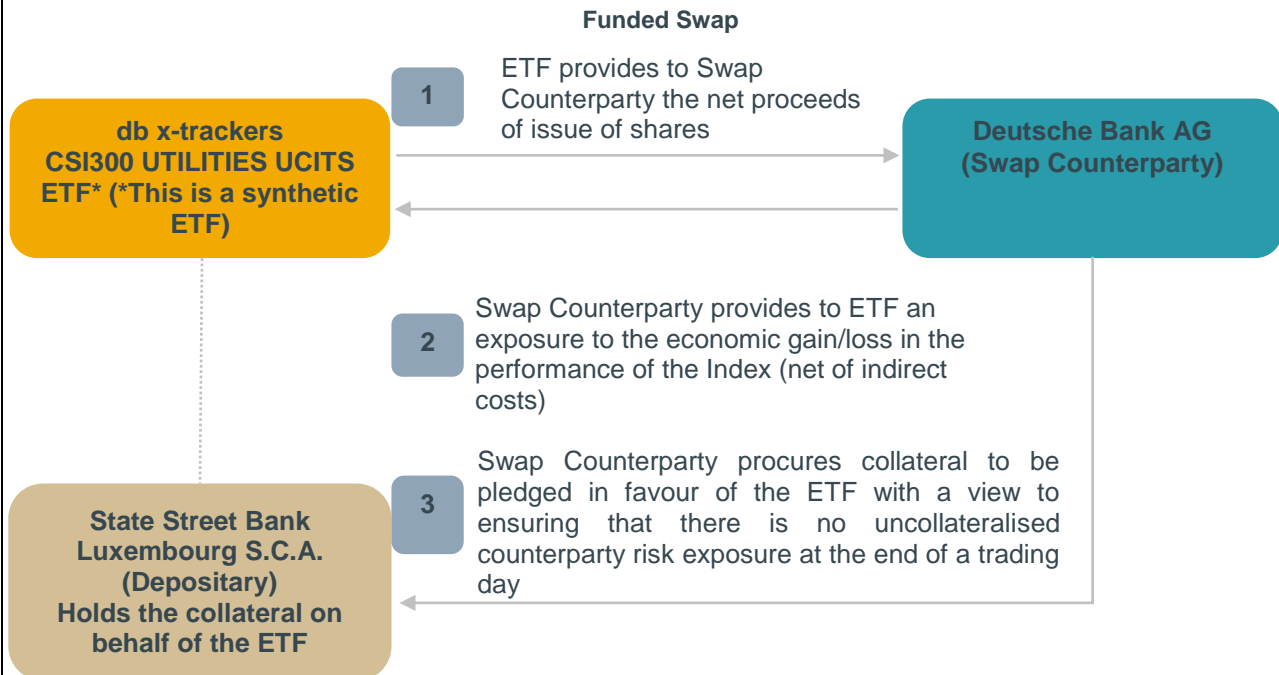 Funded Swap
1
ETF provides to Swap
Counterparty the net proceeds
of issue of shares
db x-trackers
CSI300 UTILITIES UCITS
ETF* (*This is a synthetic
ETF)
Deutsche Bank AG
(Swap Counterparty)
2
Swap Counterparty provides to ETF an
exposure to the economic gain/loss in the
performance of the Index (net of indirect
costs)
3
Swap Counterparty procures collateral to be
pledged in favour of the ETF with a view to
ensuring that there is no uncollateralised
counterparty risk exposure at the end of a trading
day
State Street Bank
Luxembourg S.C.A.
(Depositary)
Holds the collateral on
behalf of the ETF